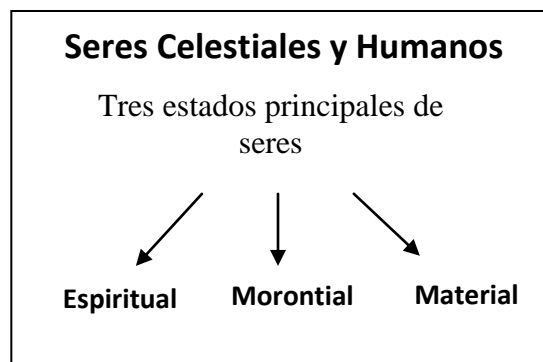 Seres Celestiales y Humanos
Tres estados principales de
seres
Espiritual Morontial Material